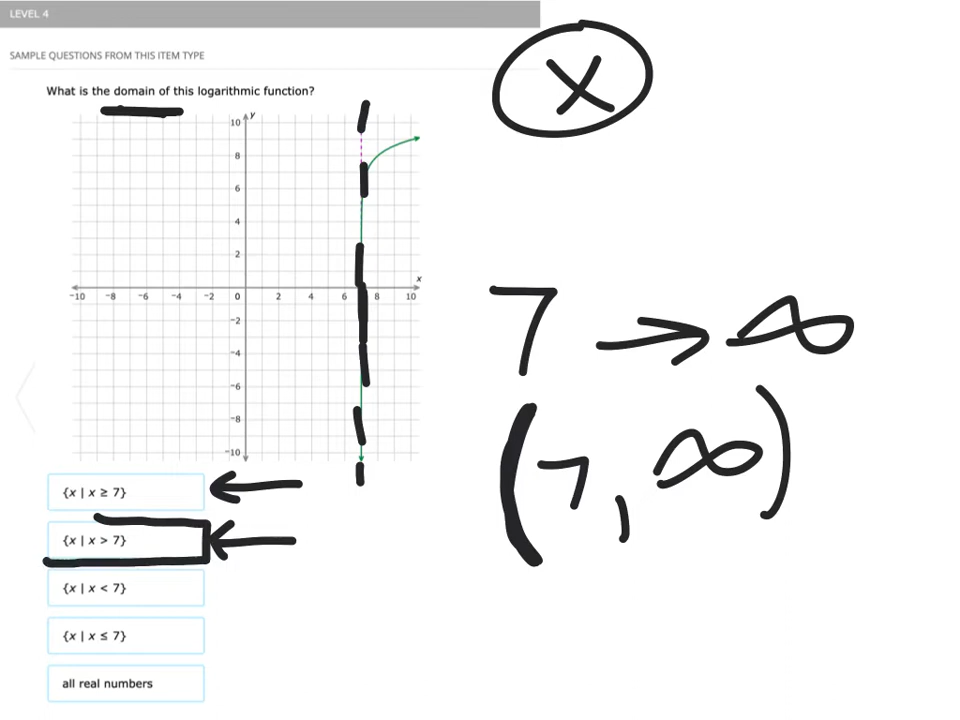 LEVEL 4
SAMPLE QUESTIONS FROM THIS ITEM TYPE
What is the domain of this logarithmic function?
X
10 y
8
6
4
2
x
-10 -8 -6 -4 -2 0 2 4 6 8 10
-2
-4
-6
-8
-10
7 → ∞
(7, ∞)
{x | x ≥ 7}
{x | x > 7}
{x | x < 7}
{x | x ≤ 7}
all real numbers